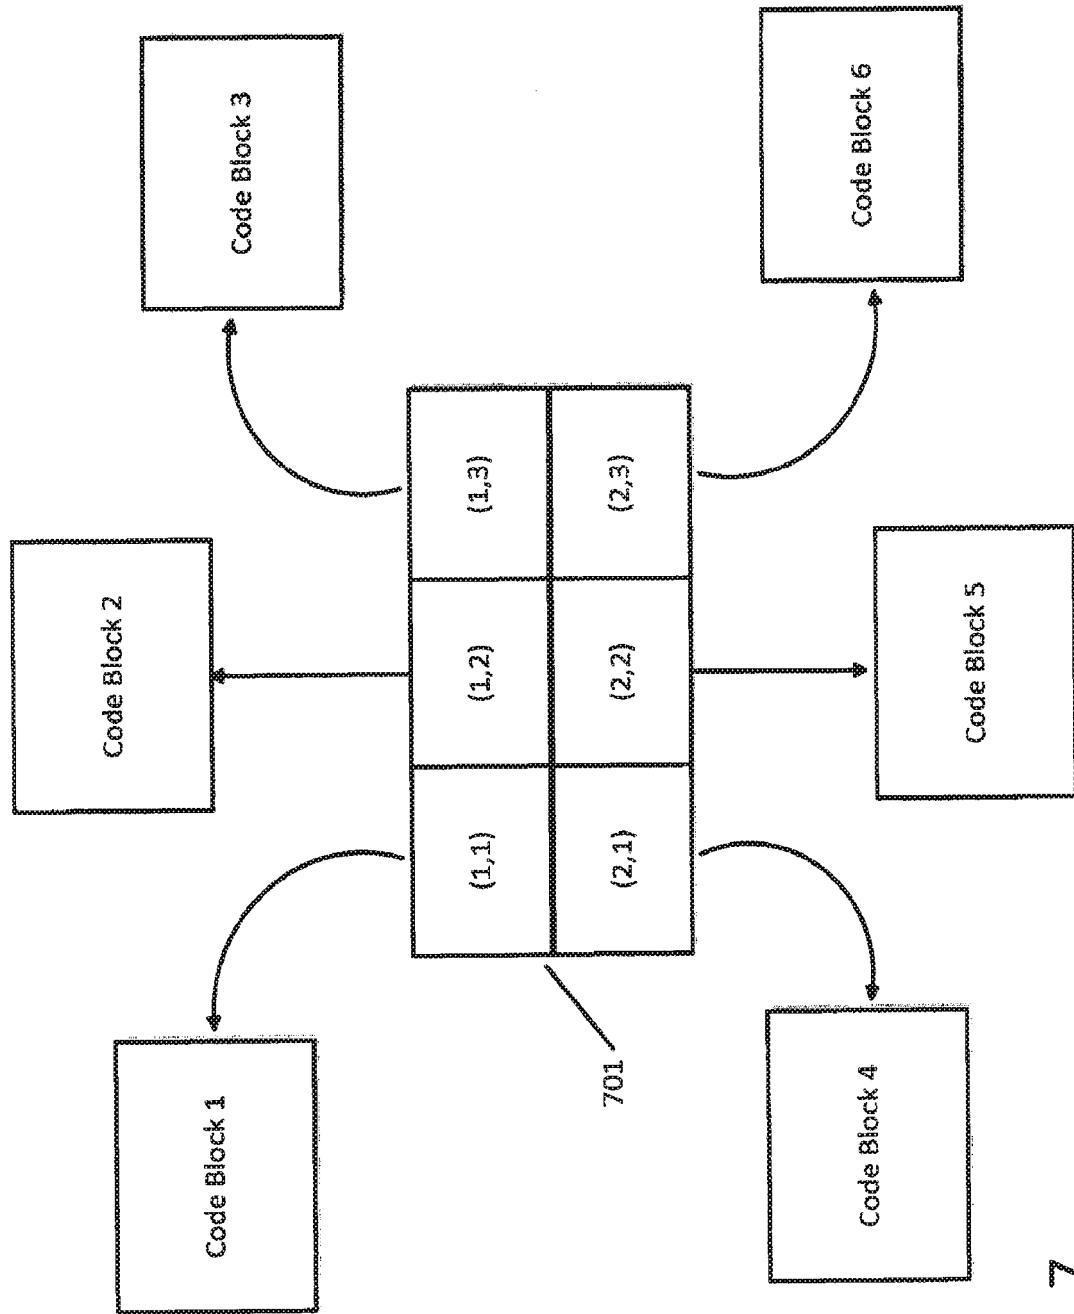 Code Block 1
Code Block 2
Code Block 3
(1,1)
(1,2)
(1,3)
(2,1)
(2,2)
(2,3)
701
Code Block 4
Code Block 5
Code Block 6
7